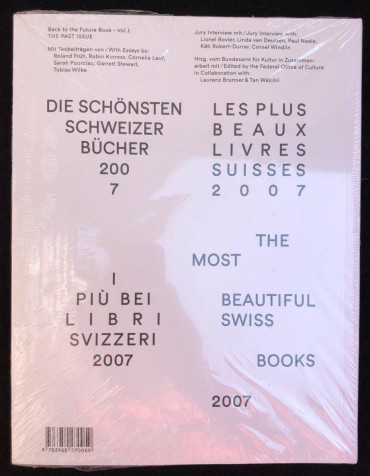 Back to the Future Book – Vol.1:
THE PAST ISSUE
Mit Textbeiträgen von / With Essays by:
Roland Früh, Robin Kinross, Cornelia Lauf,
Sarah Pourciau, Garrett Stewart,
Tobias Wilke
Jury Interview mit / Jury Interview with:
Lionel Bovier, Linda van Deursen, Paul Neale,
Käti Robert-Durrer, Cornel Windlin
Hrsg. vom Bundesamt für Kultur in Zusammen-
arbeit mit / Edited by the Federal Office of Culture
in Collaboration with:
Laurenz Brunner & Tan Wälchli
DIE SCHÖNSTEN
SCHWEIZER
BÜCHER
200
7
LES PLUS
BEAUX
LIVRES
SUISSES
2007
THE
MOST
BEAUTIFUL
SWISS
BOOKS
2007
I
PIÙ BEI
LIBRI
SVIZZERI
2007